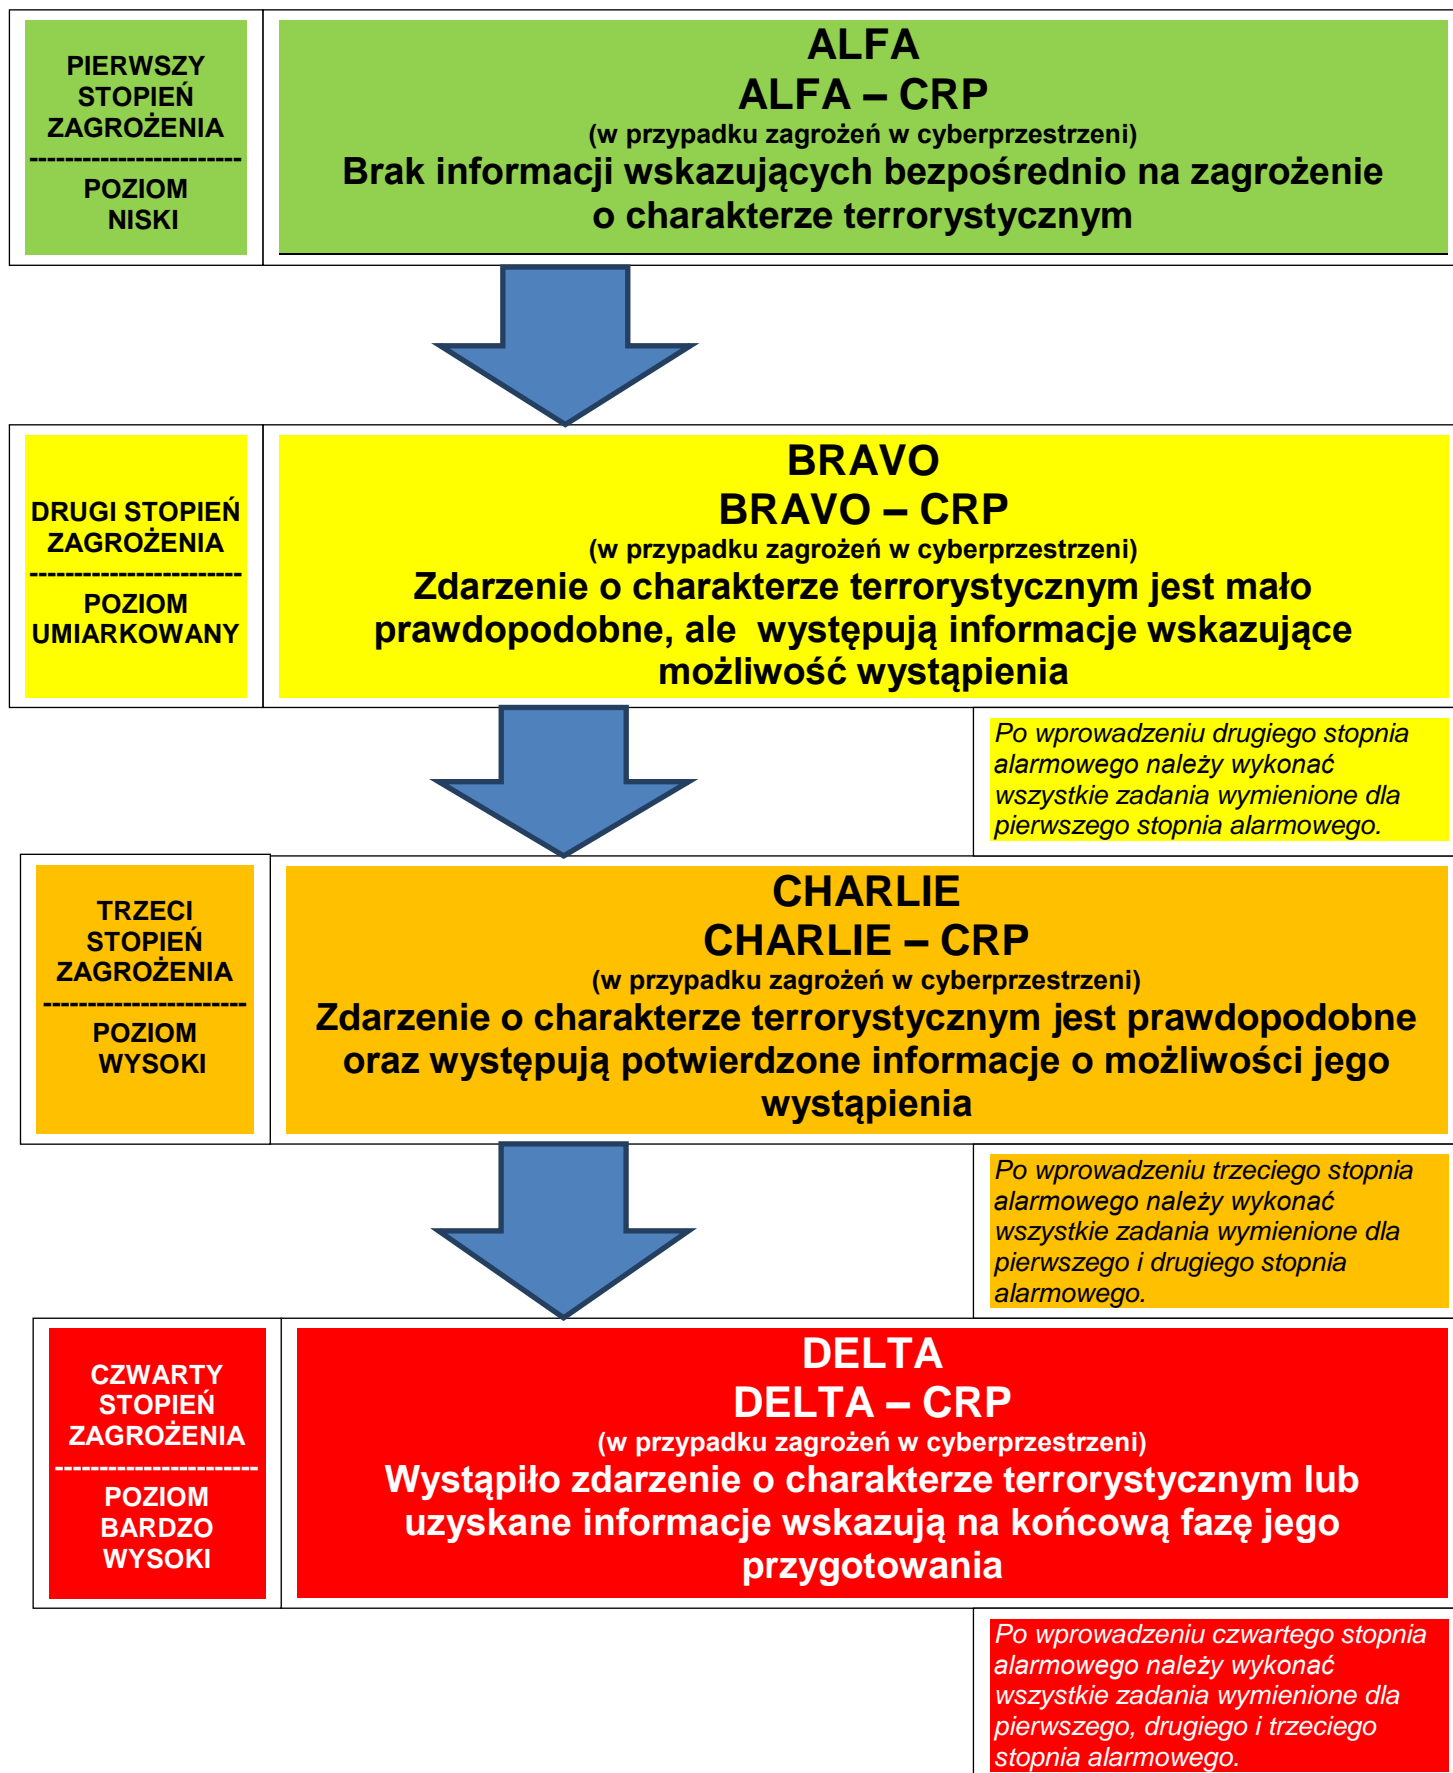 PIERWSZY
STOPIEŃ
ZAGROŻENIA
------------------------
POZIOM
NISKI
ALFA
ALFA – CRP
(w przypadku zagrożeń w cyberprzestrzeni)
Brak informacji wskazujących bezpośrednio na zagrożenie
o charakterze terrorystycznym
DRUGI STOPIEŃ
ZAGROŻENIA
------------------------
POZIOM
UMIARKOWANY
BRAVO
BRAVO – CRP
(w przypadku zagrożeń w cyberprzestrzeni)
Zdarzenie o charakterze terrorystycznym jest mało
prawdopodobne, ale występują informacje wskazujące
możliwość wystąpienia
Po wprowadzeniu drugiego stopnia
alarmowego należy wykonać
wszystkie zadania wymienione dla
pierwszego stopnia alarmowego.
TRZECI
STOPIEŃ
ZAGROŻENIA
-----------------------
POZIOM
WYSOKI
CHARLIE
CHARLIE – CRP
(w przypadku zagrożeń w cyberprzestrzeni)
Zdarzenie o charakterze terrorystycznym jest prawdopodobne
oraz występują potwierdzone informacje o możliwości jego
wystąpienia
Po wprowadzeniu trzeciego stopnia
alarmowego należy wykonać
wszystkie zadania wymienione dla
pierwszego i drugiego stopnia
alarmowego.
CZWARTY
STOPIEŃ
ZAGROŻENIA
-----------------------
POZIOM
BARDZO
WYSOKI
DELTA
DELTA – CRP
(w przypadku zagrożeń w cyberprzestrzeni)
Wystąpiło zdarzenie o charakterze terrorystycznym lub
uzyskane informacje wskazują na końcową fazę jego
przygotowania
Po wprowadzeniu czwartego stopnia
alarmowego należy wykonać
wszystkie zadania wymienione dla
pierwszego, drugiego i trzeciego
stopnia alarmowego.